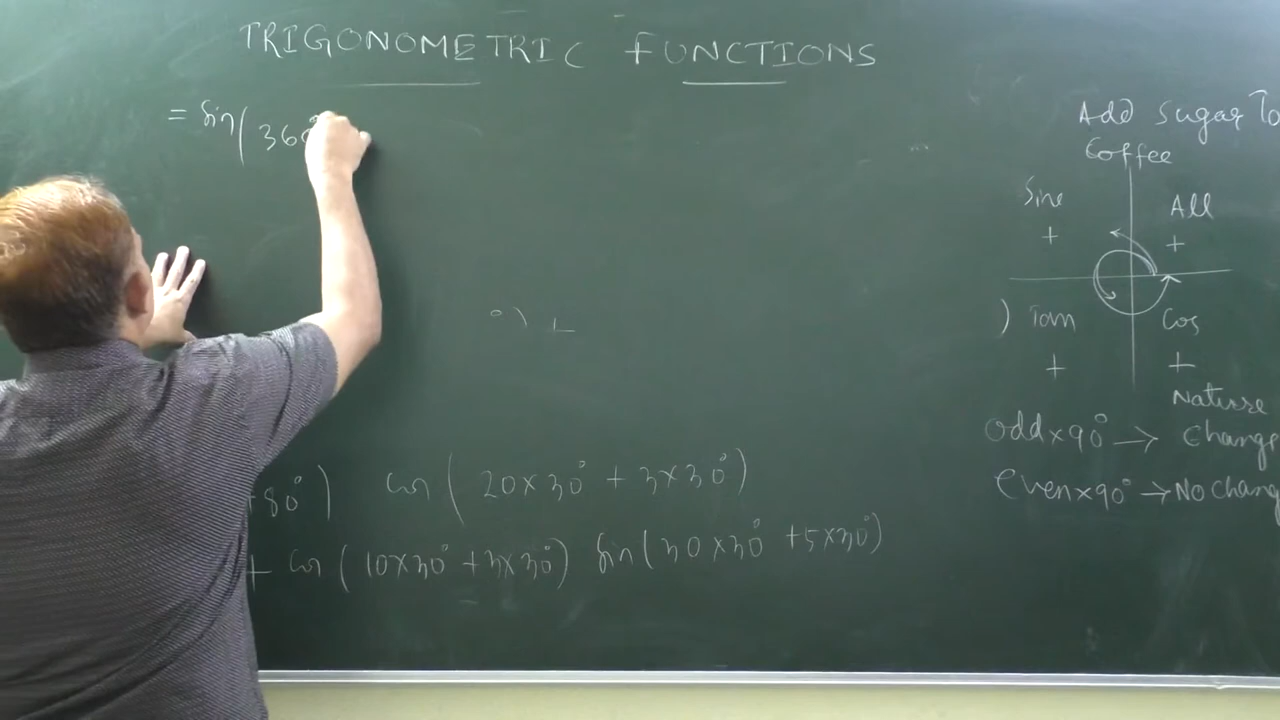 TRIGONOMETRIC FUNCTIONS
= Sin( 360
Add Sugar To
Coffee
Sine All
+ +
) Tan Cos
+ +
odd×90° → Nature Change
Even×90° → No Chang
80°) cos( 20×30° + 3×30°)
+ cos( 10×30° + 3×30°) Sin( 30×30° + 5×30°)